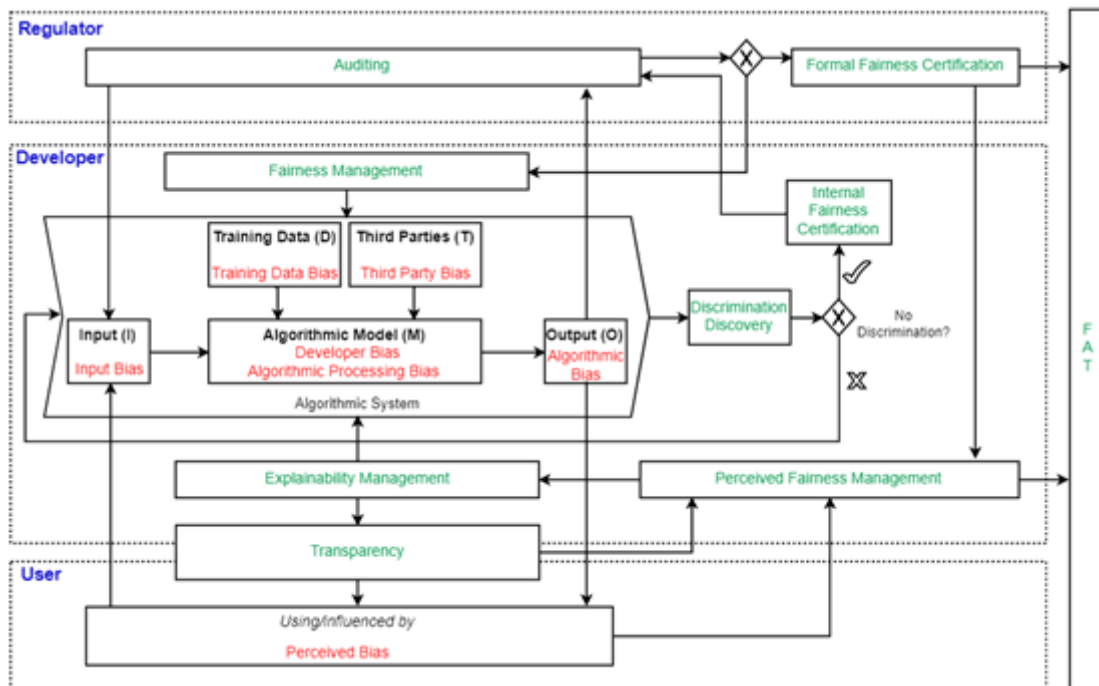 Regulator
Auditing
X
Formal Fairness Certification
Developer
Fairness Management
Internal
Fairness
Certification
Training Data (D)
Training Data Bias
Third Parties (T)
Third Party Bias
Discrimination
Discovery
X
No
Discrimination?
Input (I)
Input Bias
Algorithmic Model (M)
Developer Bias
Algorithmic Processing Bias
Output (O)
Algorithmic
Bias
Algorithmic System
Explainability Management
Perceived Fairness Management
Transparency
User
Using/Influenced by
Perceived Bias
F
A
T